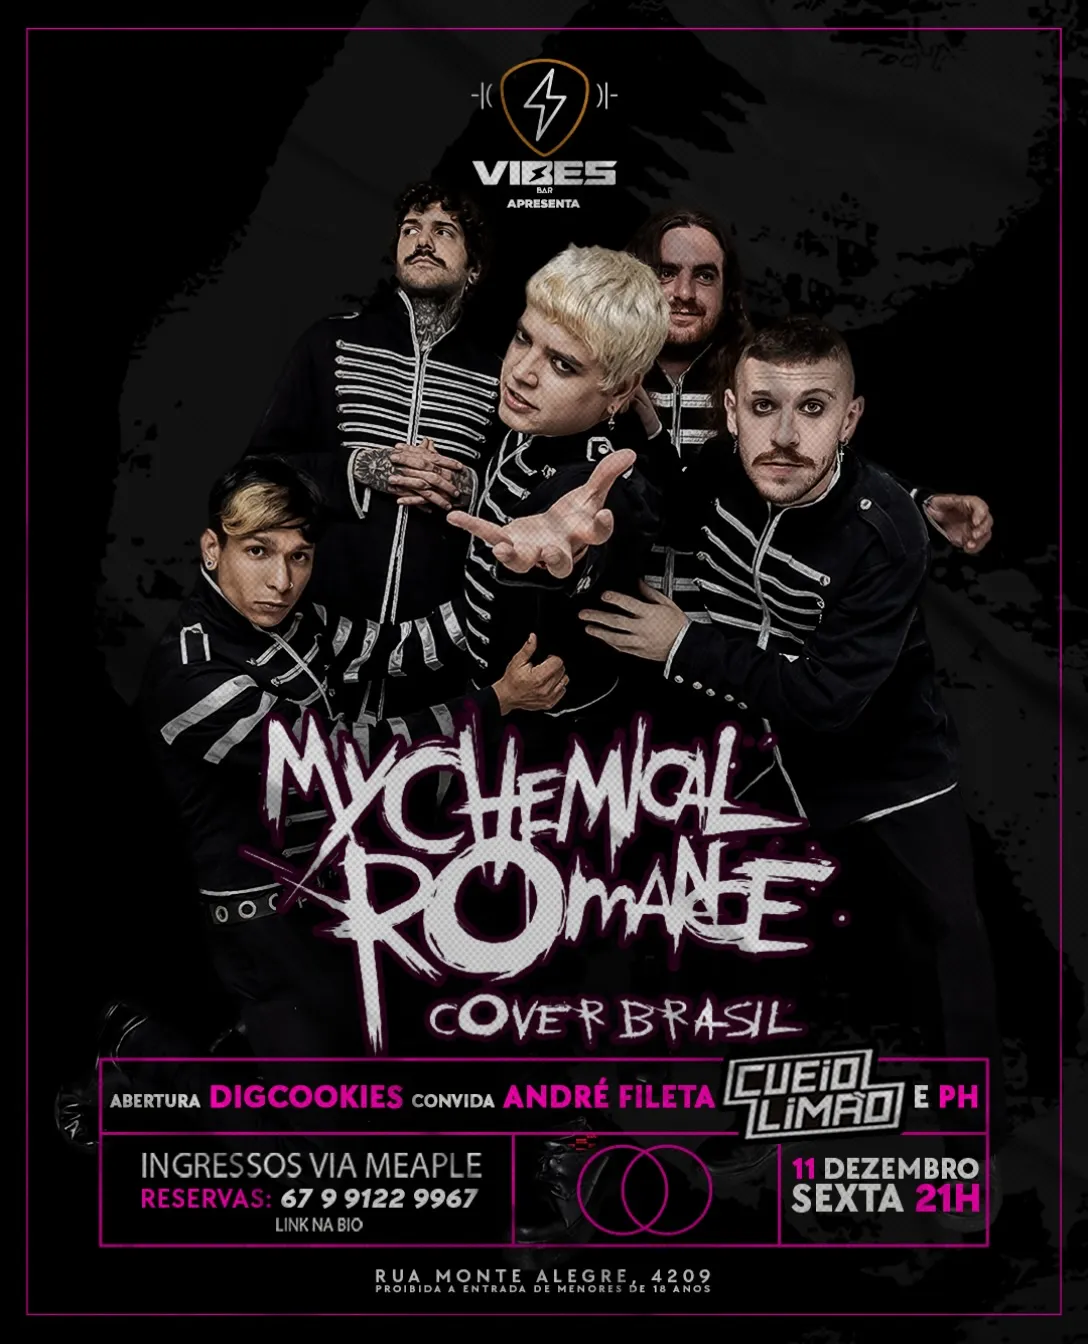 VIBES
BAR
APRESENTA
MY CHEMICAL
ROMANCE
COVER BRASIL
ABERTURA DIGCOOKIES CONVIDA ANDRÉ FILETA CUEIO LIMÃO E PH
INGRESSOS VIA MEAPLE
RESERVAS: 67 9 9122 9967
LINK NA BIO
11 DEZEMBRO
SEXTA 21H
RUA MONTE ALEGRE, 4209
PROIBIDA A ENTRADA DE MENORES DE 18 ANOS